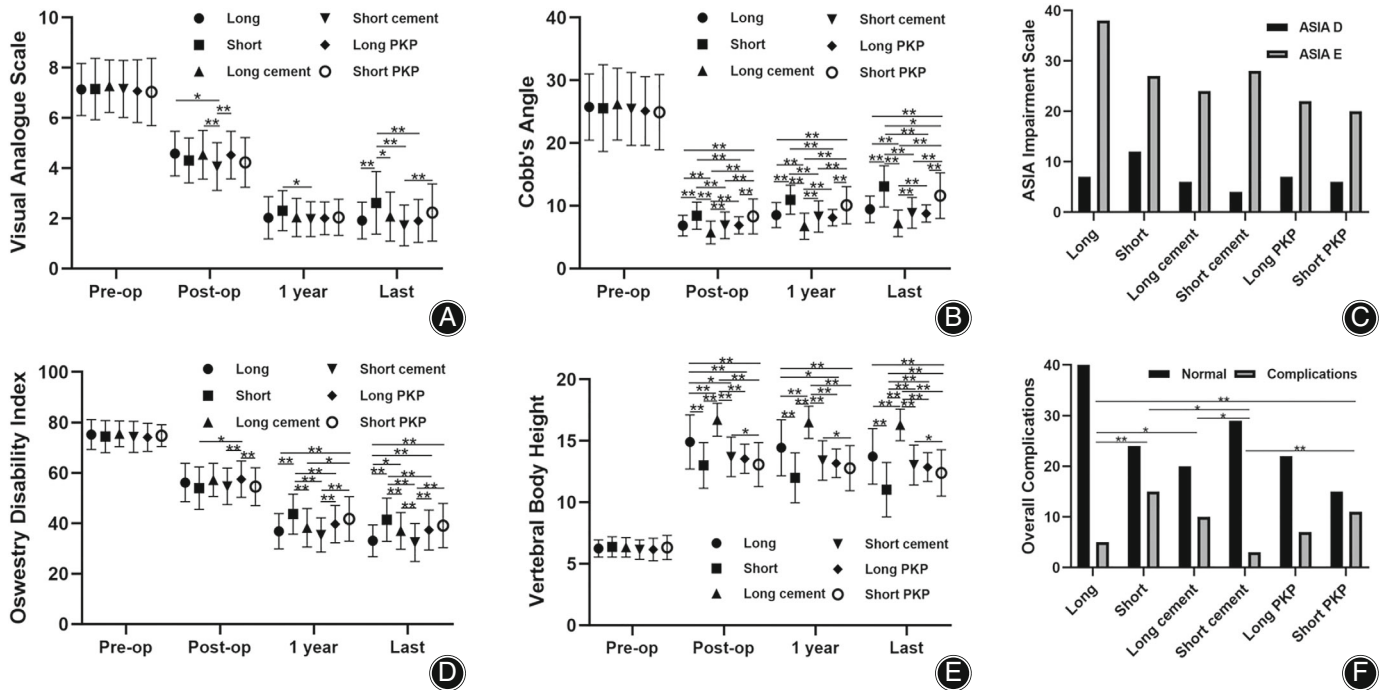 Visual Analogue Scale
10
8
6
4
2
0
Long
Short
Long cement
Short cement
Long PKP
Short PKP
*
**
**
*
**
*
**
**
**
Pre-op
Post-op
1 year
Last
A
Cobb's Angle
40
30
20
10
0
Long
Short
Long cement
Short cement
Long PKP
Short PKP
Pre-op
Post-op
1 year
Last
B
ASIA Impairment Scale
40
30
20
10
0
ASIA D
ASIA E
Long
Short
Long cement
Short cement
Long PKP
Short PKP
C
Oswestry Disability Index
100
80
60
40
20
0
Long
Short
Long cement
Short cement
Long PKP
Short PKP
Pre-op
Post-op
1 year
Last
D
Vertebral Body Height
20
15
10
5
0
Long
Short
Long cement
Short cement
Long PKP
Short PKP
Pre-op
Post-op
1 year
Last
E
Overall Complications
40
30
20
10
0
Normal
Complications
**
*
*
*
**
**
Long
Short
Long cement
Short cement
Long PKP
Short PKP
F